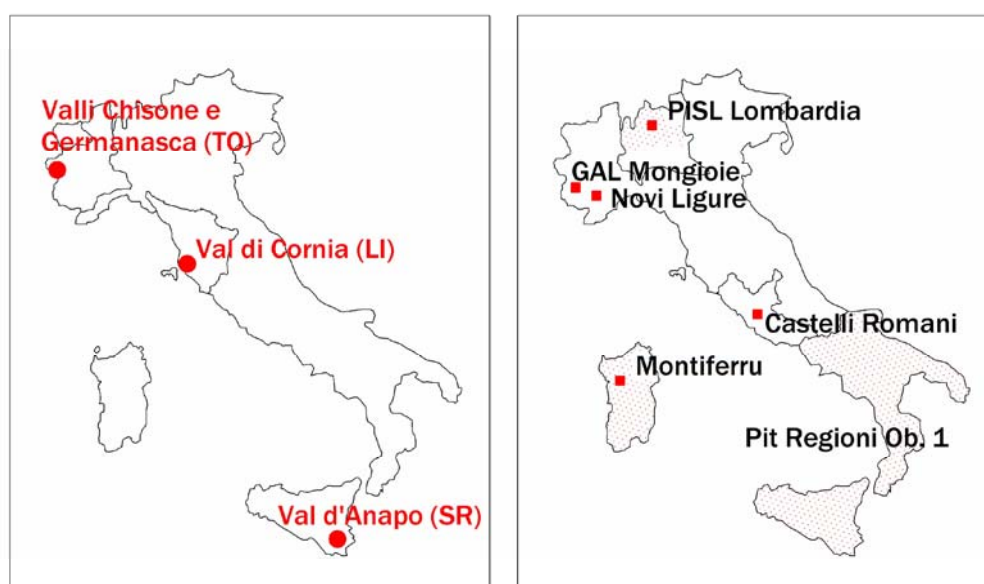 Valli Chisone e
Germanasca (TO)
Val di Cornia (LI)
Val d'Anapo (SR)
PISL Lombardia
GAL Mongioie
Novi Ligure
Castelli Romani
Montiferru
Pit Regioni Ob. 1